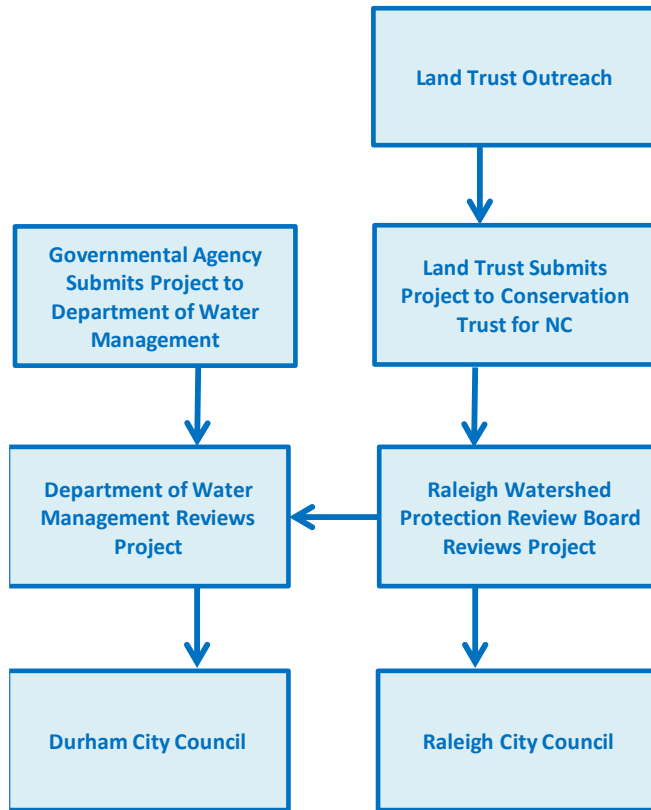 Land Trust Outreach
Governmental Agency
Submits Project to
Department of Water
Management
Land Trust Submits
Project to Conservation
Trust for NC
Department of Water
Management Reviews
Project
Raleigh Watershed
Protection Review Board
Reviews Project
Durham City Council
Raleigh City Council